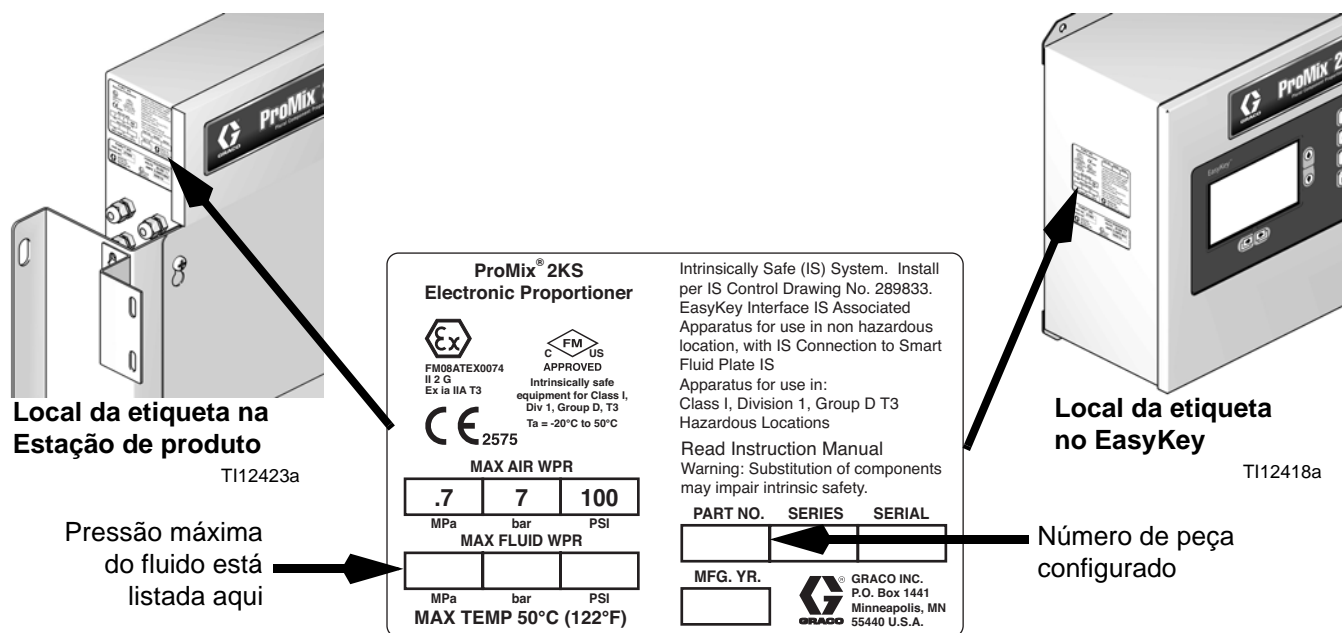 ProMix
GRACO
Local da etiqueta na
Estação de produto
TI12423a
Pressão máxima
do fluido está
listada aqui
ProMix® 2KS
Electronic Proportioner
Ex
FM08ATEX0074
II 2 G
Ex ia IIA T3
CE 2575
C FM US
APPROVED
Intrinsically safe
equipment for Class I,
Div 1, Group D, T3
Ta = -20°C to 50°C
MAX AIR WPR
.7 7 100
MPa bar PSI
MAX FLUID WPR
MPa bar PSI
MAX TEMP 50°C (122°F)
Intrinsically Safe (IS) System. Install
per IS Control Drawing No. 289833.
EasyKey Interface IS Associated
Apparatus for use in non hazardous
location, with IS Connection to Smart
Fluid Plate IS
Apparatus for use in:
Class I, Division 1, Group D T3
Hazardous Locations
Read Instruction Manual
Warning: Substitution of components
may impair intrinsic safety.
PART NO. SERIES SERIAL
MFG. YR.
GRACO
® GRACO INC.
P.O. Box 1441
Minneapolis, MN
55440 U.S.A.
ProMix 2
GRACO
EasyKey
Local da etiqueta
no EasyKey
TI12418a
Número de peça
configurado